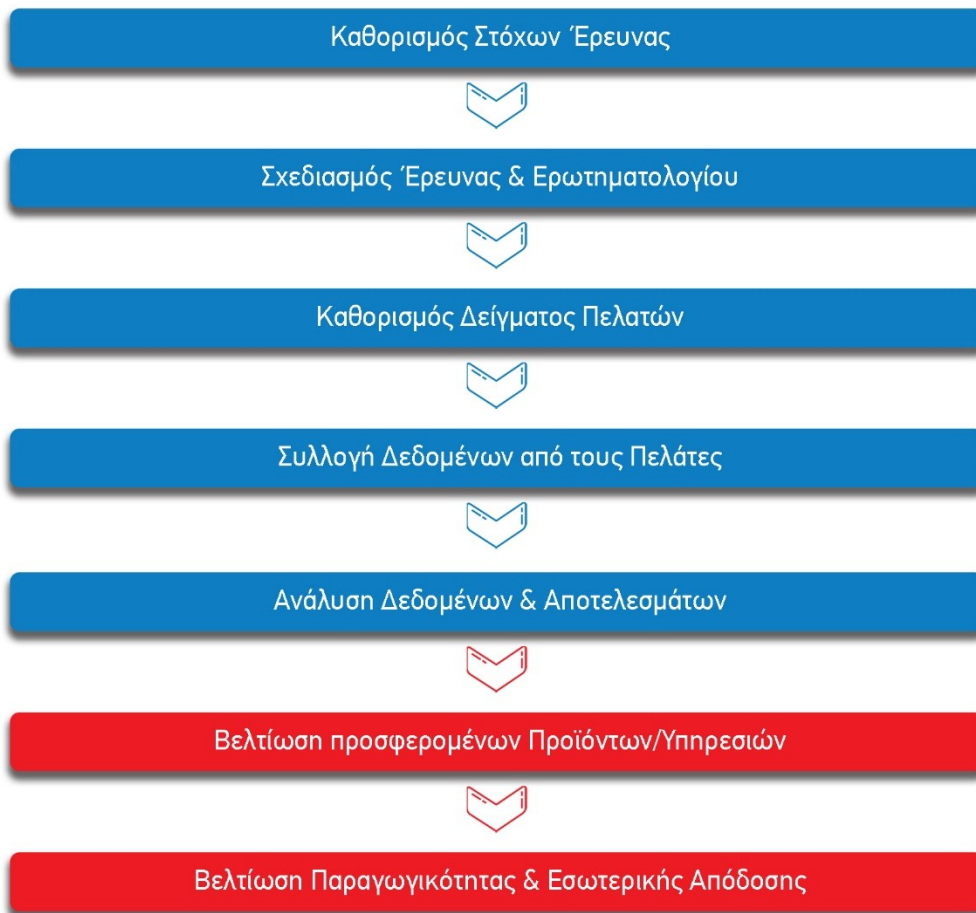 Καθορισμός Στόχων Έρευνας
Σχεδιασμός Έρευνας & Ερωτηματολογίου
Καθορισμός Δείγματος Πελατών
Συλλογή Δεδομένων από τους Πελάτες
Ανάλυση Δεδομένων & Αποτελεσμάτων
Βελτίωση προσφερομένων Προϊόντων/Υπηρεσιών
Βελτίωση Παραγωγικότητας & Εσωτερικής Απόδοσης